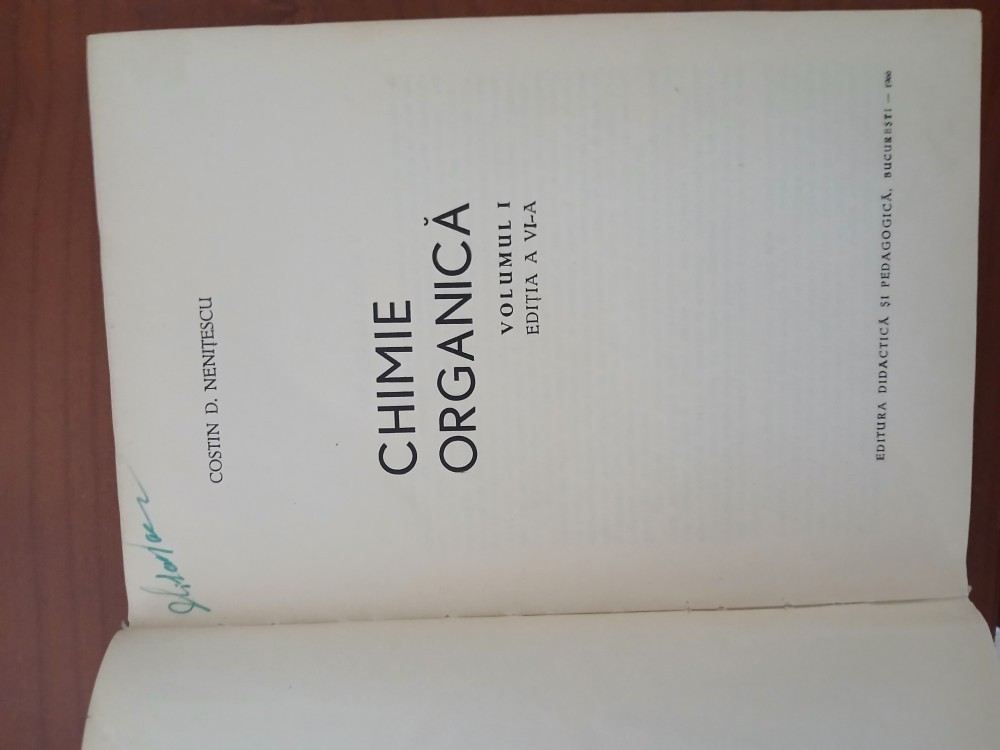 COSTIN D. NENIȚESCU
CHIMIE
ORGANICĂ
VOLUMUL I
EDIȚIA A VI-A
EDITURA DIDACTICĂ ȘI PEDAGOGICĂ, BUCUREȘTI —